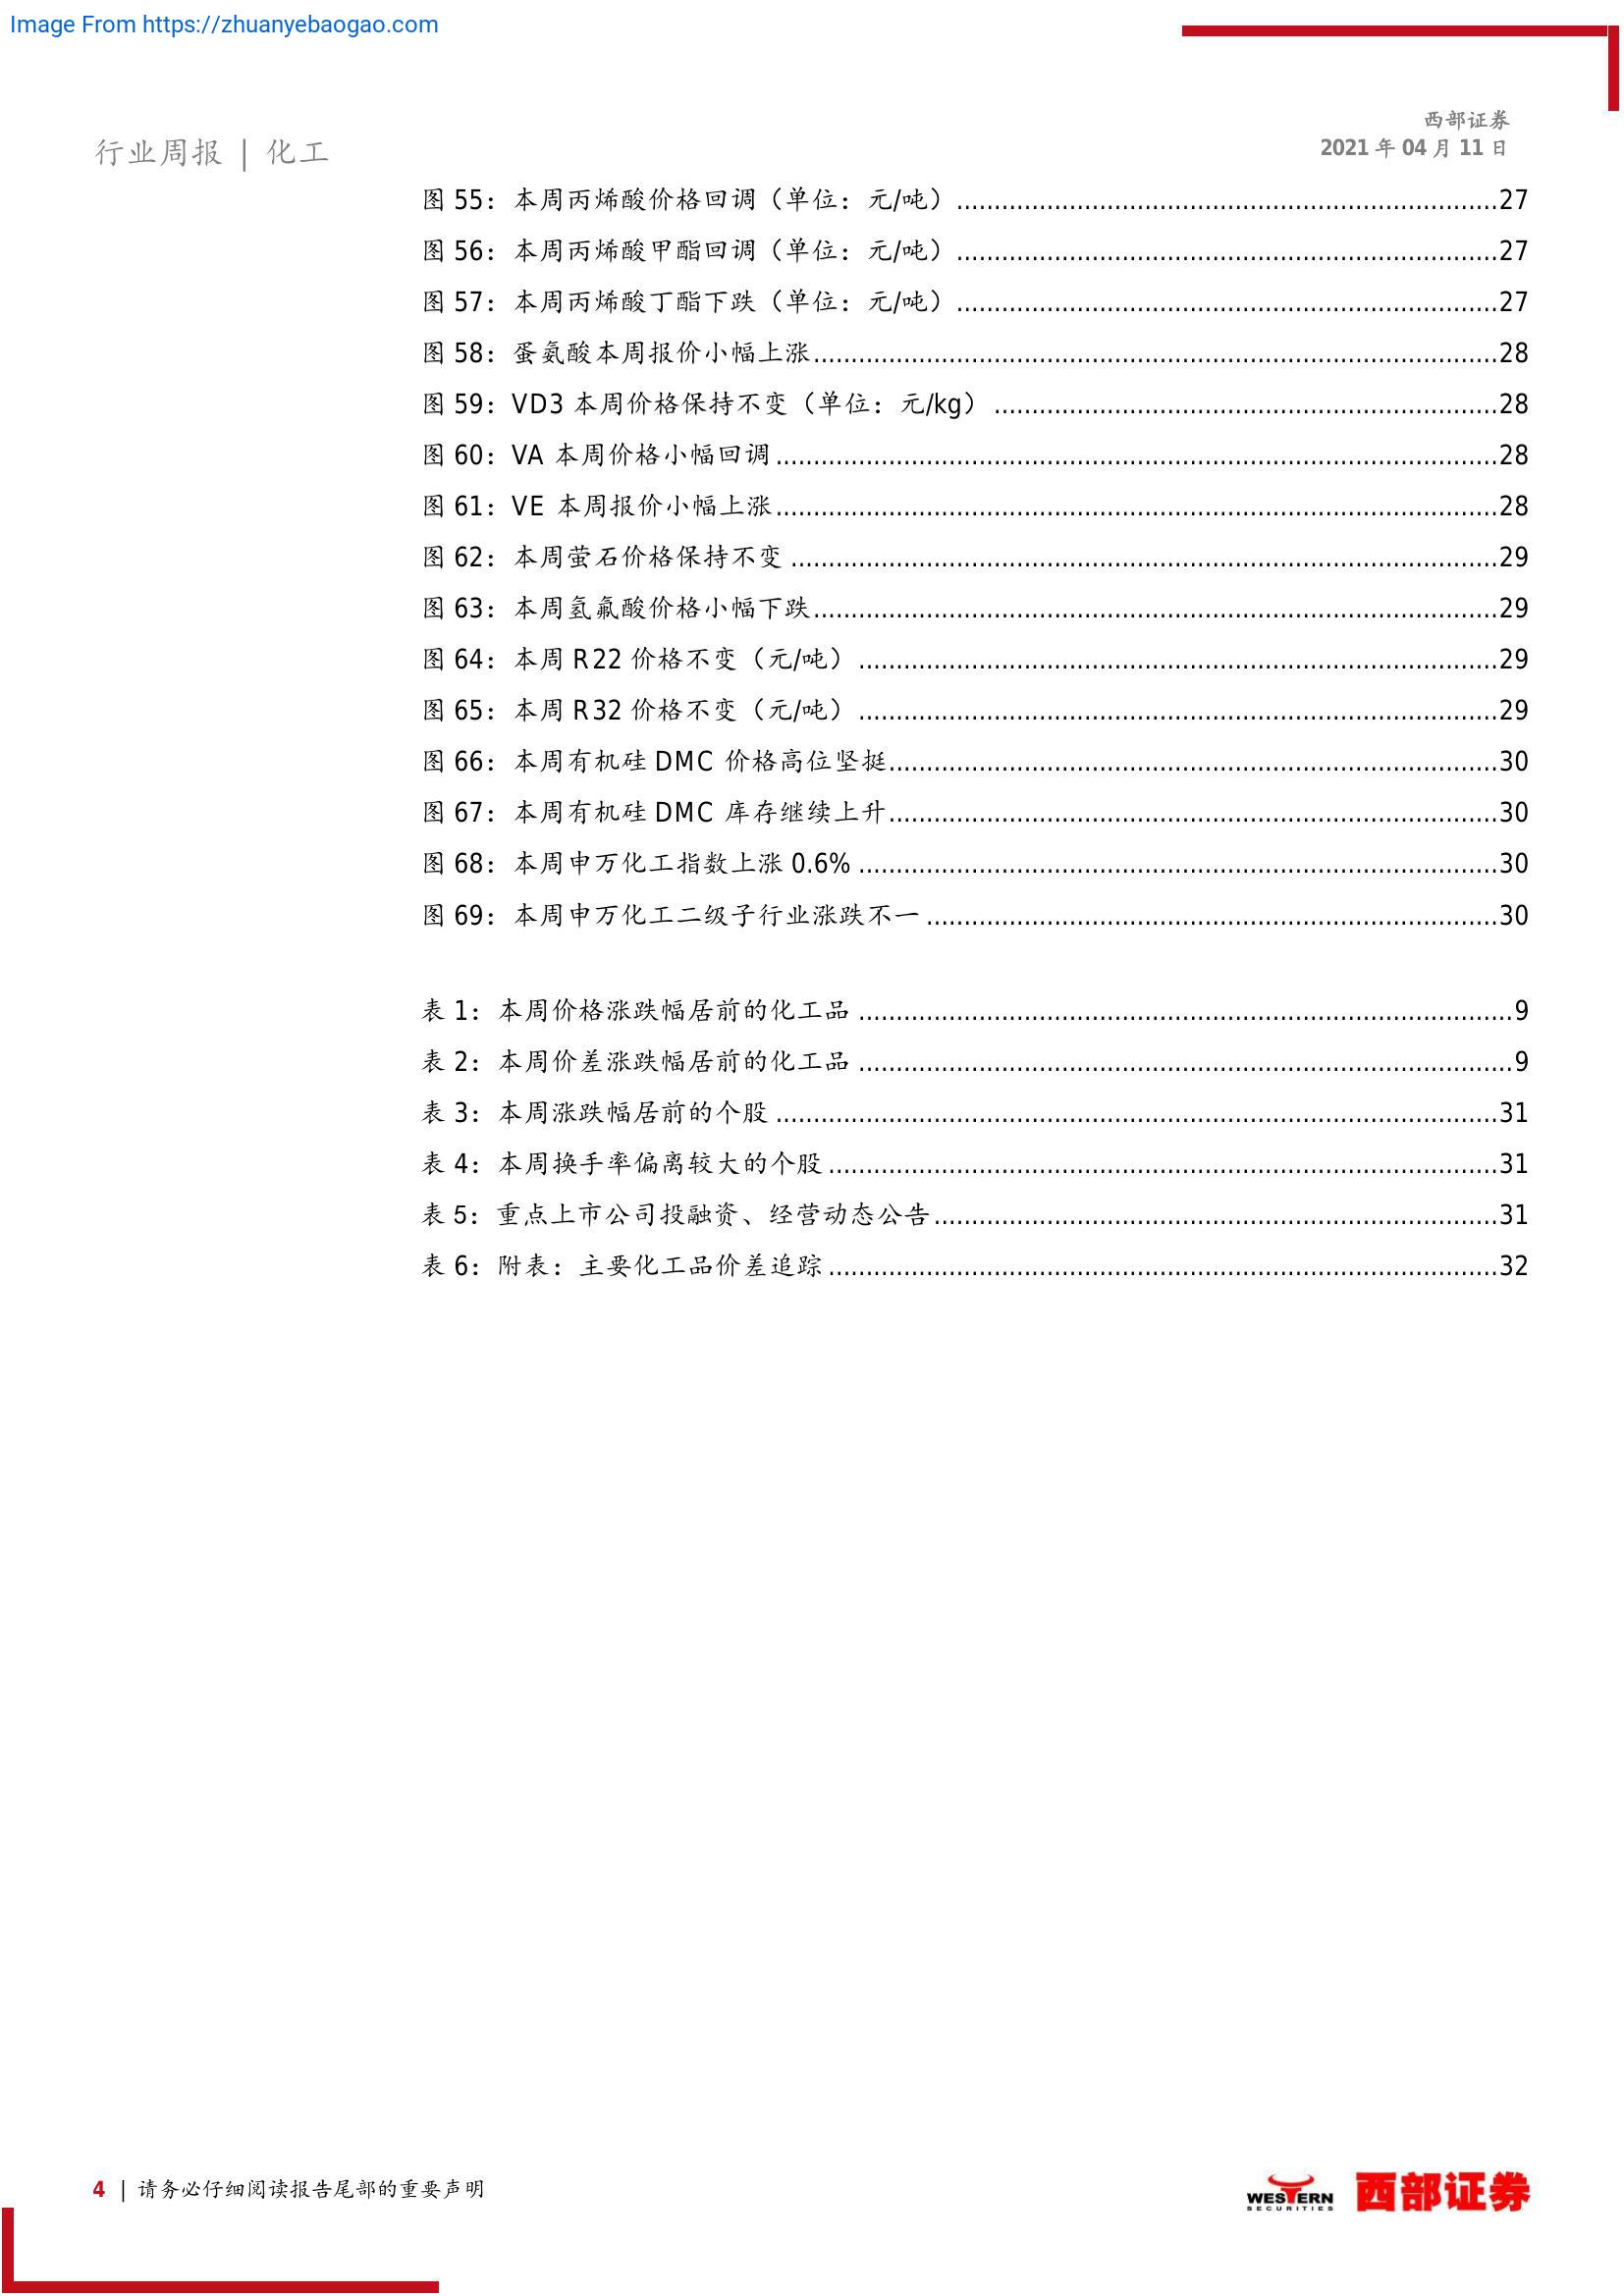 Image From https://zhuanyebaogao.com
西部证券
行业周报 | 化工
2021 年 04 月 11 日
图 55：本周丙烯酸价格回调（单位：元/吨）..........27
图 56：本周丙烯酸甲酯回调（单位：元/吨）..........27
图 57：本周丙烯酸丁酯下跌（单位：元/吨）..........27
图 58：蛋氨酸本周报价小幅上涨..........28
图 59：VD3 本周价格保持不变（单位：元/kg）..........28
图 60：VA 本周价格小幅回调..........28
图 61：VE 本周报价小幅上涨..........28
图 62：本周萤石价格保持不变..........29
图 63：本周氢氟酸价格小幅下跌..........29
图 64：本周 R22 价格不变（元/吨）..........29
图 65：本周 R32 价格不变（元/吨）..........29
图 66：本周有机硅 DMC 价格高位坚挺..........30
图 67：本周有机硅 DMC 库存继续上升..........30
图 68：本周申万化工指数上涨 0.6%..........30
图 69：本周申万化工二级子行业涨跌不一..........30
表 1：本周价格涨跌幅居前的化工品..........9
表 2：本周价差涨跌幅居前的化工品..........9
表 3：本周涨跌幅居前的个股..........31
表 4：本周换手率偏离较大的个股..........31
表 5：重点上市公司投融资、经营动态公告..........31
表 6：附表：主要化工品价差追踪..........32
4 | 请务必仔细阅读报告尾部的重要声明
WESTERN
SECURITIES
西部证券